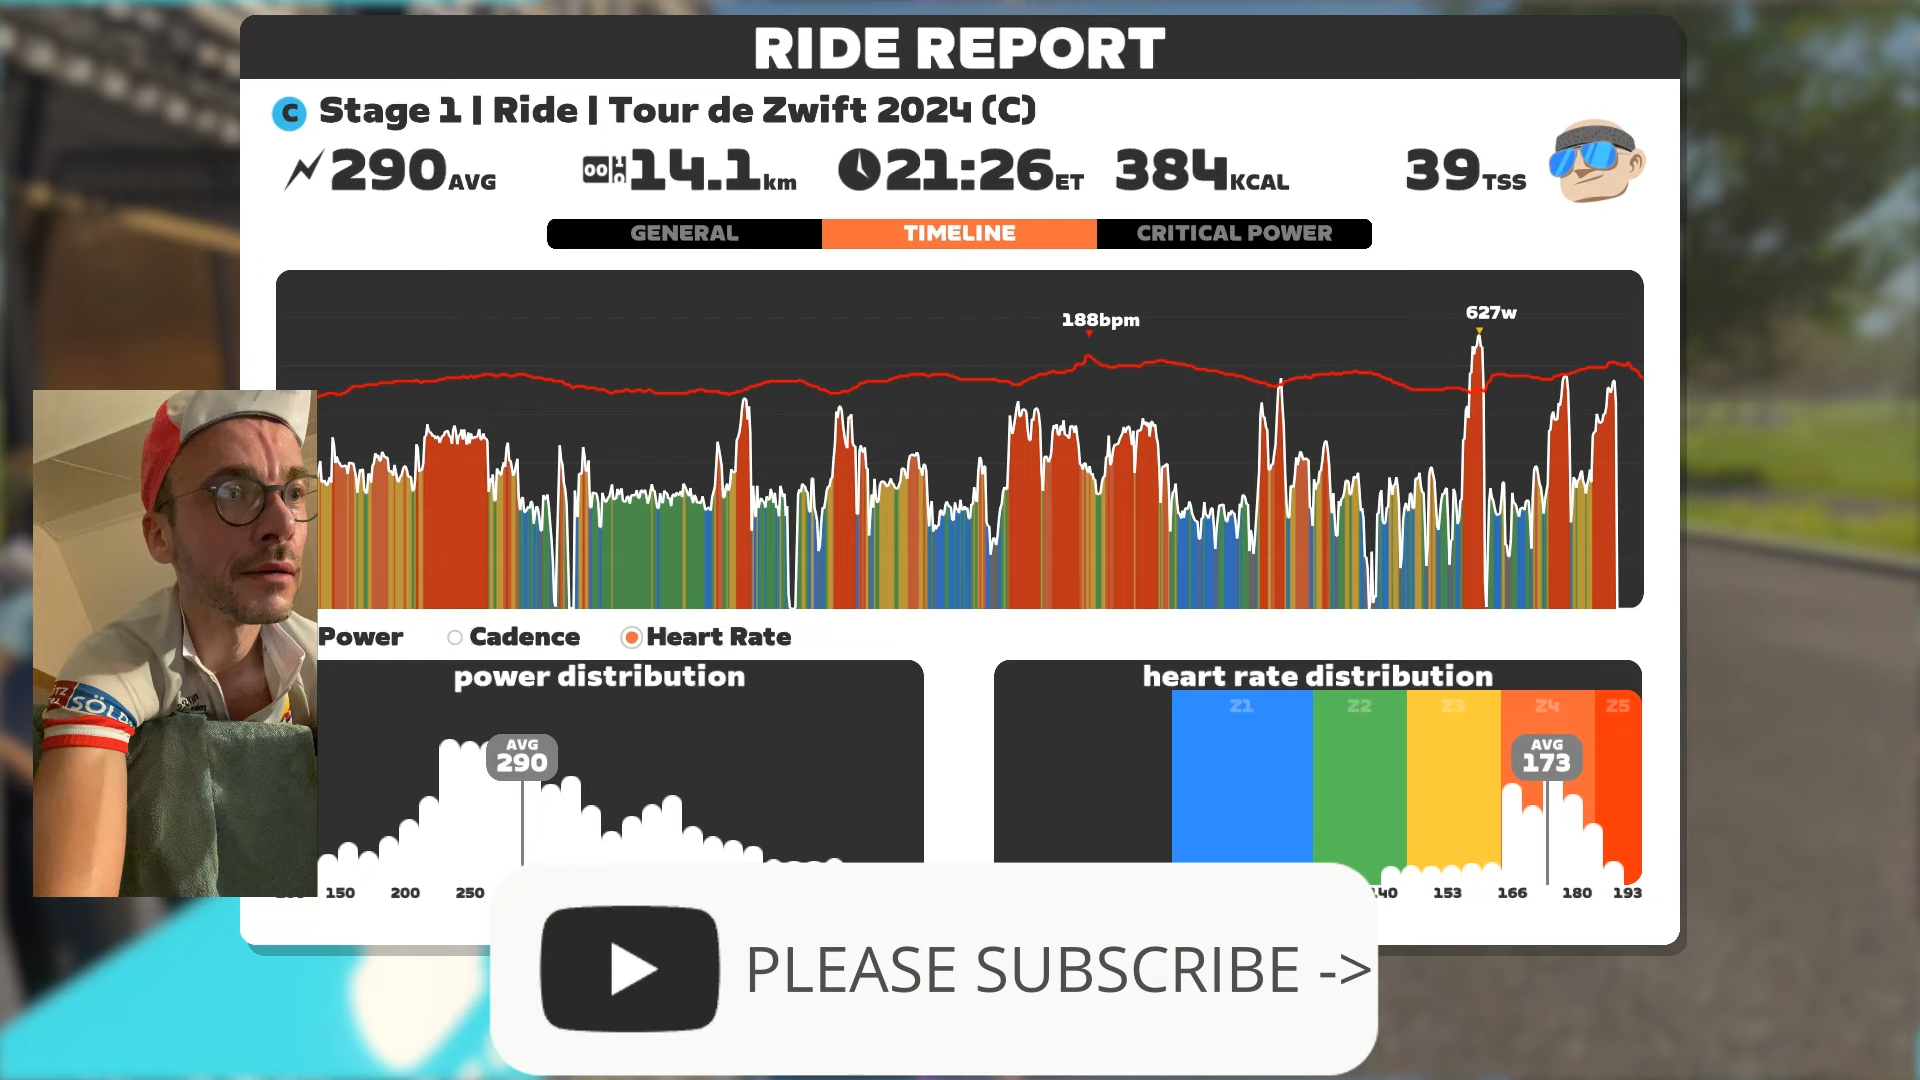 RIDE REPORT
C Stage 1 | Ride | Tour de Zwift 2024 (C)
290AVG 14.1km 21:26ET 384KCAL 39TSS
GENERAL TIMELINE CRITICAL POWER
188bpm
627w
Power Cadence Heart Rate
power distribution
AVG
290
150 200 250
heart rate distribution
Z1 Z2 Z3 Z4 Z5
AVG
173
153 166 180 193
SÖLD
PLEASE SUBSCRIBE ->